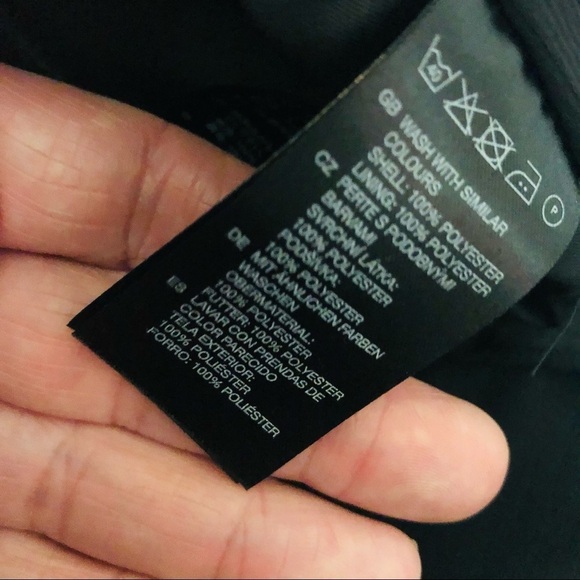 40
P
GB WASH WITH SIMILAR
COLOURS
SHELL: 100% POLYESTER
LINING: 100% POLYESTER
CZ PERTE S PODOBNÝMI
BARVAMI
SVRCHNÍ LÁTKA:
100% POLYESTER
PODŠÍVKA:
100% POLYESTER
DE MIT ÄHNLICHEN FARBEN
WASCHEN
OBERMATERIAL:
100% POLYESTER
FUTTER: 100% POLYESTER
ES LAVAR CON PRENDAS DE
COLOR PARECIDO
TELA EXTERIOR:
100% POLIÉSTER
FORRO: 100% POLIÉSTER